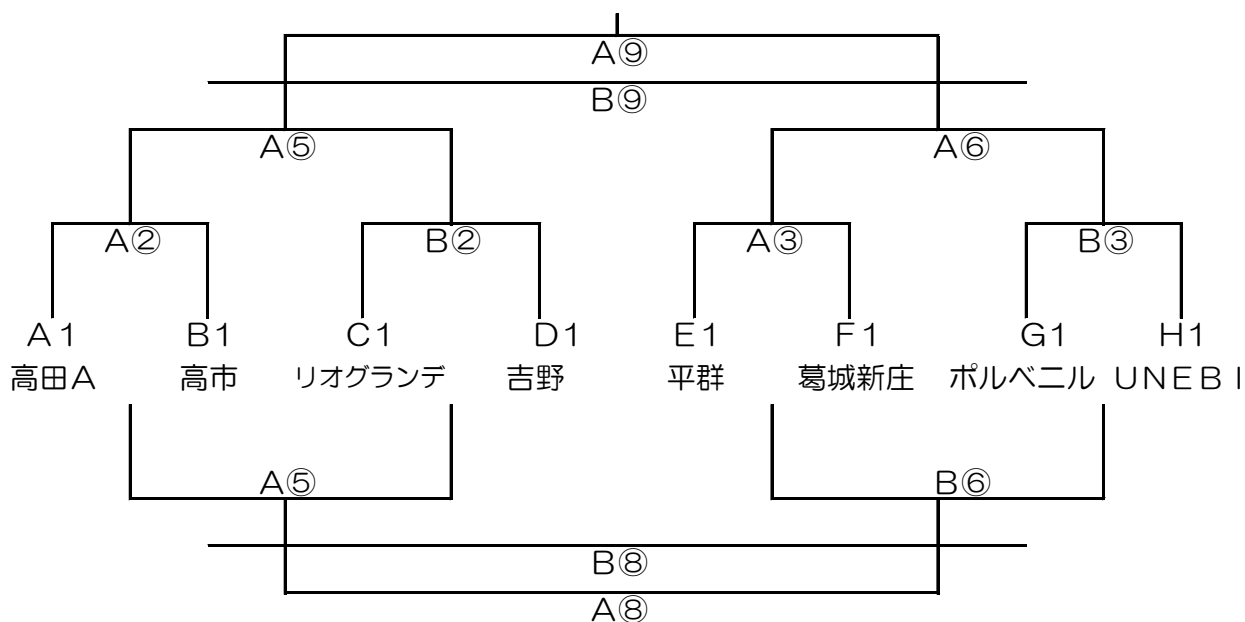 A⑨
B⑨
A⑤ A⑥
A② B② A③ B③
A1 B1 C1 D1 E1 F1 G1 H1
高田A 高市 リオグランデ 吉野 平群 葛城新庄 ポルベニル UNEBI
A⑤ B⑥
B⑧
A⑧